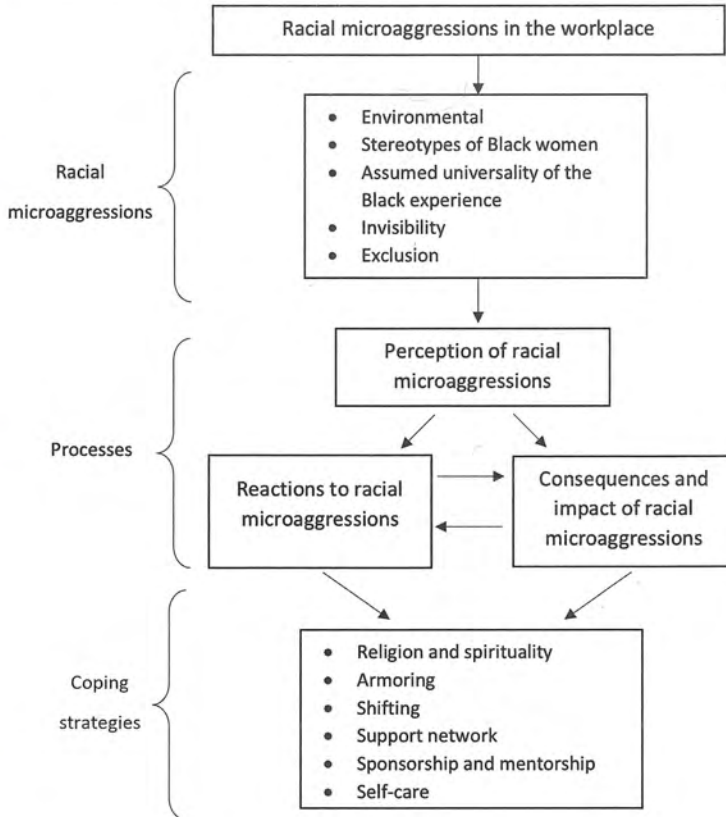 Racial microaggressions in the workplace
• Environmental
• Stereotypes of Black women
• Assumed universality of the
Black experience
• Invisibility
• Exclusion
Racial
microaggressions
Perception of racial
microaggressions
Processes
Reactions to racial
microaggressions
Consequences and
impact of racial
microaggressions
Coping
strategies
• Religion and spirituality
• Armoring
• Shifting
• Support network
• Sponsorship and mentorship
• Self-care